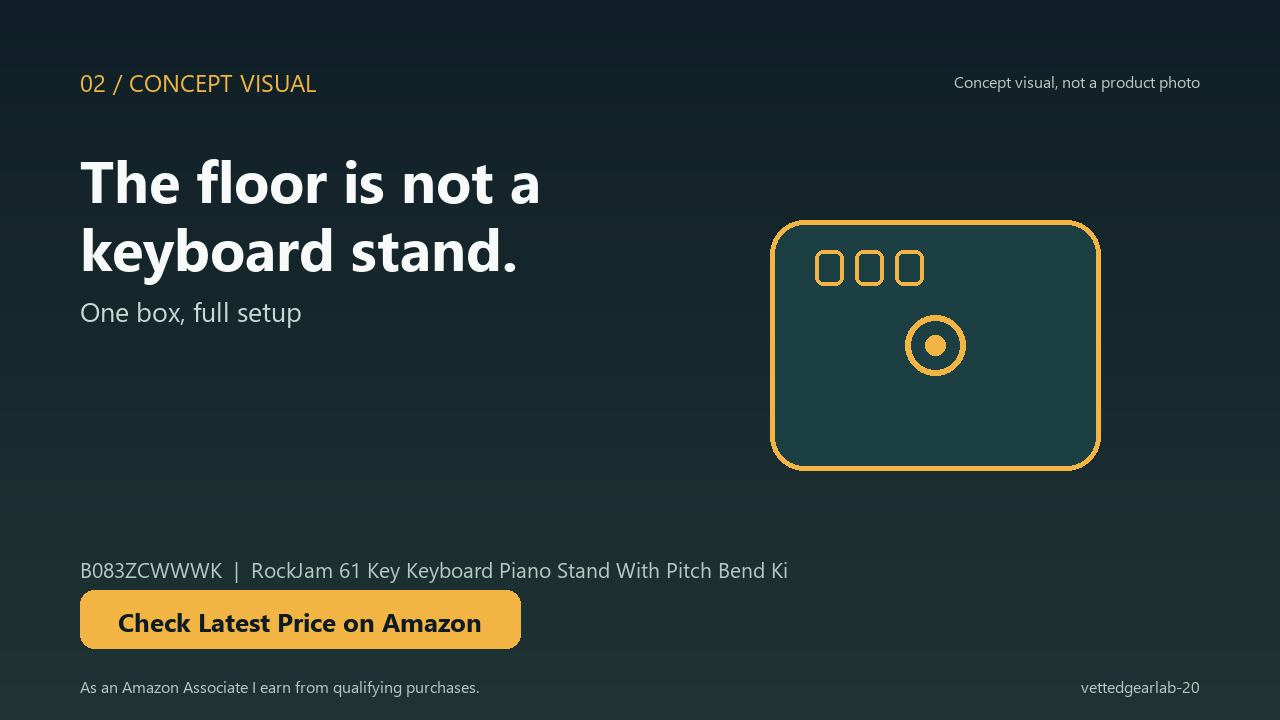 02 / CONCEPT VISUAL
Concept visual, not a product photo
The floor is not a
keyboard stand.
One box, full setup
B083ZCWWWK | RockJam 61 Key Keyboard Piano Stand With Pitch Bend Ki
Check Latest Price on Amazon
As an Amazon Associate I earn from qualifying purchases.
vettedgearlab-20